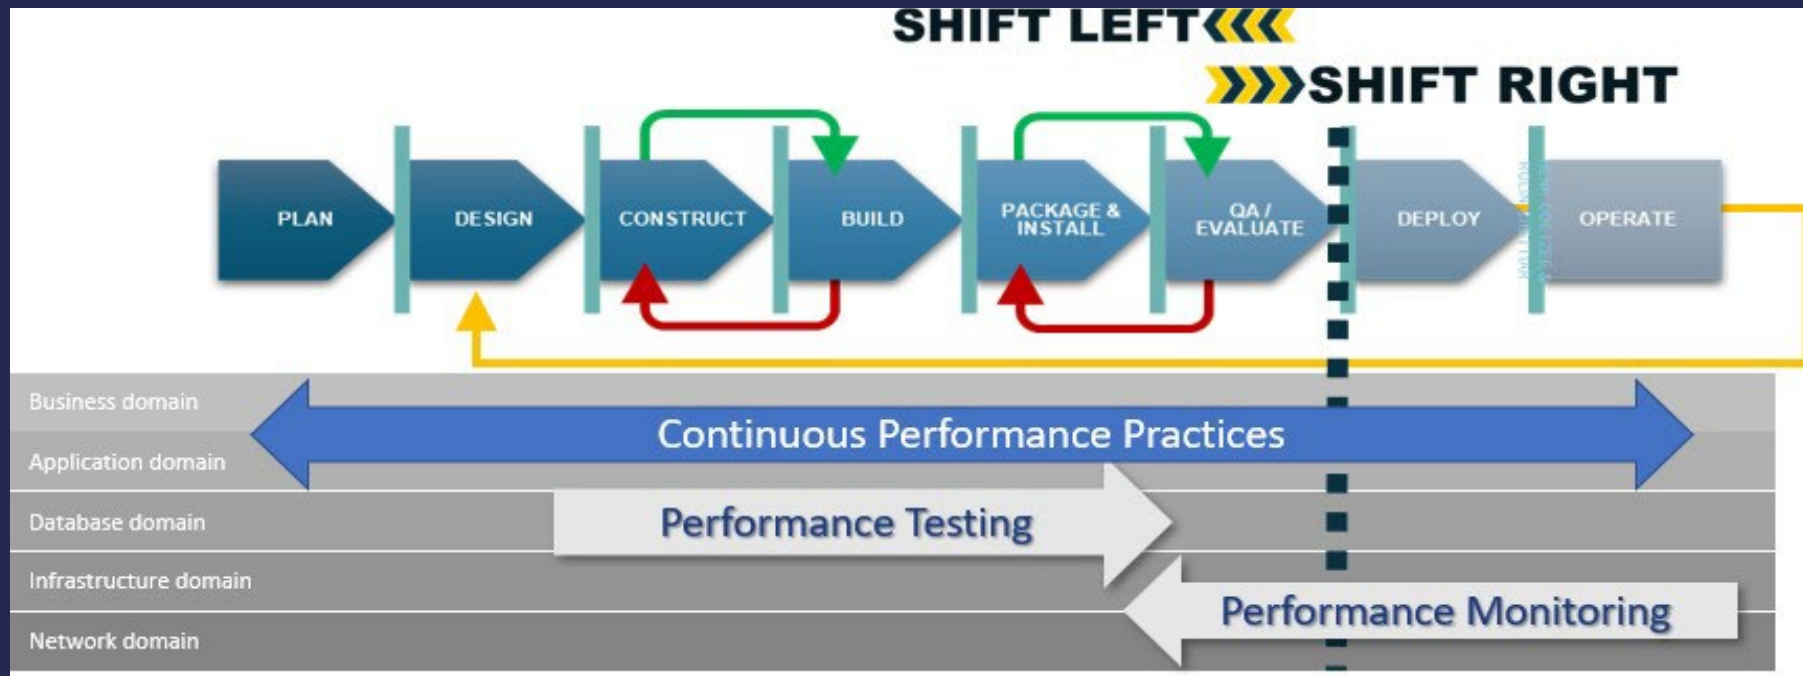 SHIFT LEFT
SHIFT RIGHT
PLAN
DESIGN
CONSTRUCT
BUILD
PACKAGE &
INSTALL
QA /
EVALUATE
DEPLOY
OPERATE
Business domain
Continuous Performance Practices
Application domain
Database domain
Performance Testing
Infrastructure domain
Performance Monitoring
Network domain